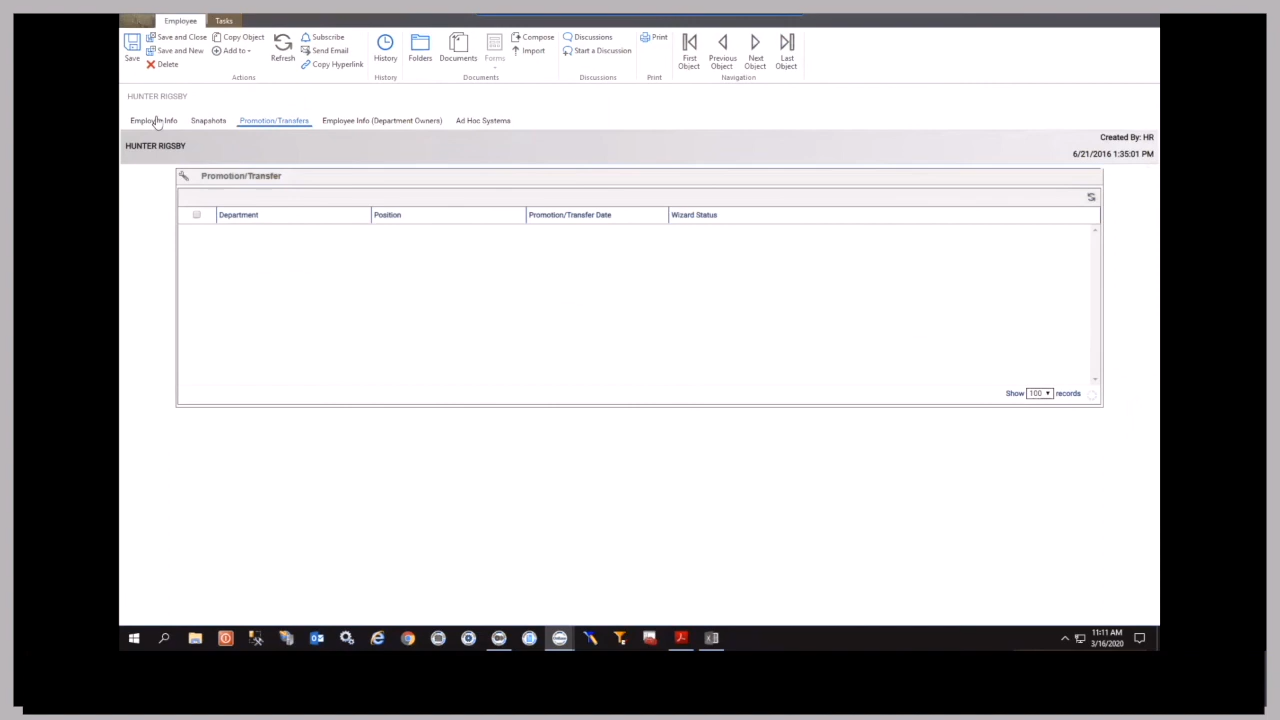 Employee Tasks
Save
Save and Close
Save and New
Delete
Copy Object
Add to
Refresh
Subscribe
Send Email
Copy Hyperlink
Actions
History
History
Folders
Documents
Forms
Compose
Import
Documents
Discussions
Start a Discussion
Discussions
Print
Print
First Object
Previous Object
Next Object
Last Object
Navigation
HUNTER RIGSBY
Employee Info Snapshots Promotion/Transfers Employee Info (Department Owners) Ad Hoc Systems
HUNTER RIGSBY
Created By: HR
6/21/2016 1:35:01 PM
Promotion/Transfer
Department Position Promotion/Transfer Date Wizard Status
Show 100 records
11:11 AM
3/16/2020